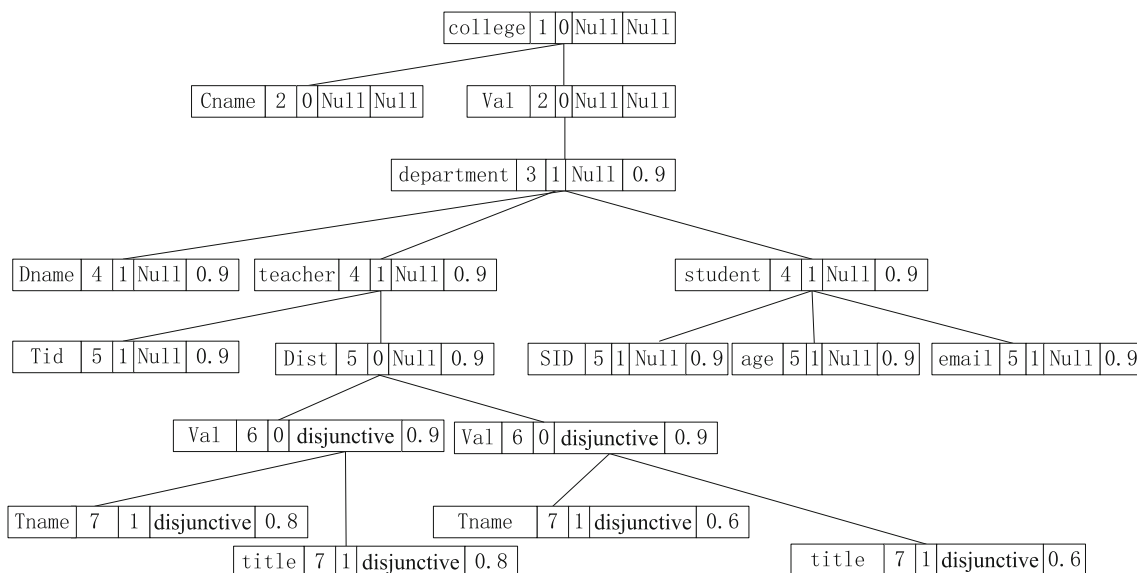 college 1 0 Null Null
Cname 2 0 Null Null Val 2 0 Null Null
department 3 1 Null 0.9
Dname 4 1 Null 0.9 teacher 4 1 Null 0.9 student 4 1 Null 0.9
Tid 5 1 Null 0.9 Dist 5 0 Null 0.9 SID 5 1 Null 0.9 age 5 1 Null 0.9 email 5 1 Null 0.9
Val 6 0 disjunctive 0.9 Val 6 0 disjunctive 0.9
Tname 7 1 disjunctive 0.8 Tname 7 1 disjunctive 0.6
title 7 1 disjunctive 0.8 title 7 1 disjunctive 0.6